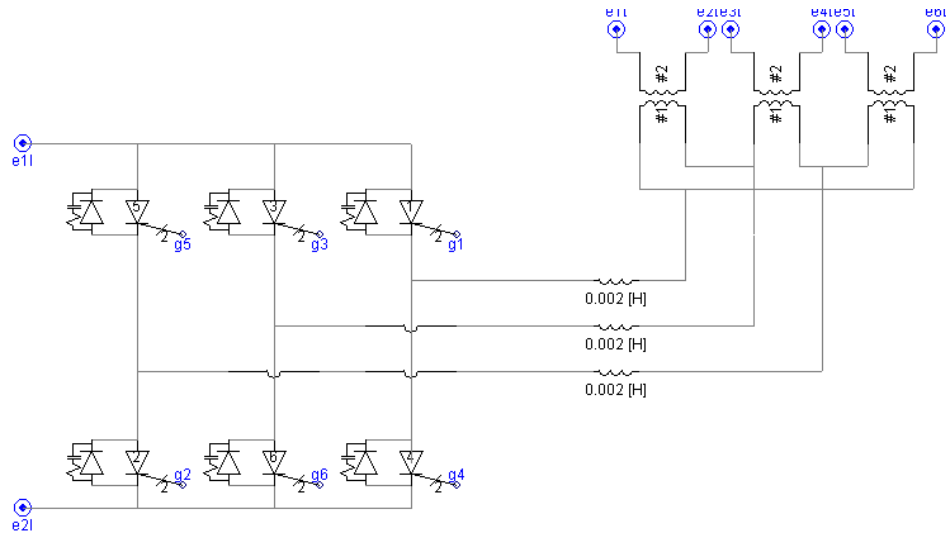 e1t e2t e3t e4t e5t e6t
#2 #2 #2
#1 #1 #1
e1l
5 3 1
2 g5 2 g3 2 g1
0.002 [H]
0.002 [H]
0.002 [H]
2 6 4
g2 g6 g4
2 2 2
e2l